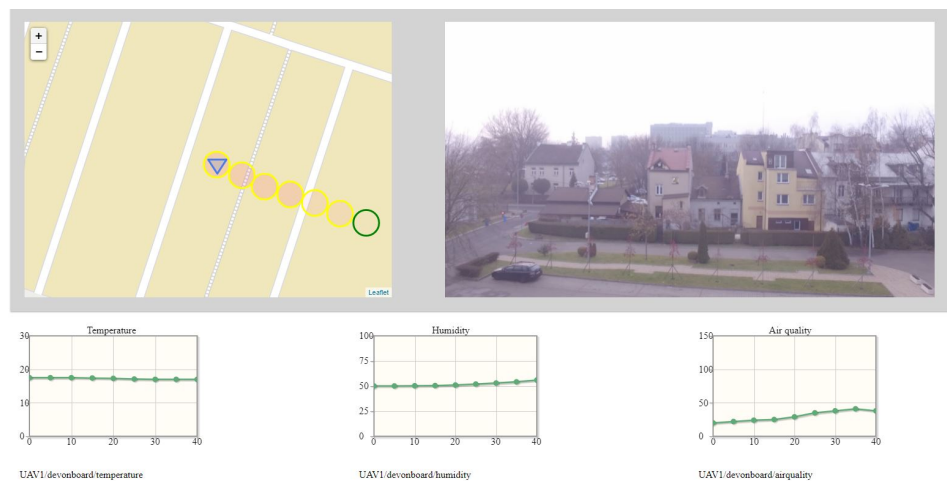 +
−
Leaflet
Temperature
30
20
10
0
0 10 20 30 40
UAV1/devonboard/temperature
Humidity
100
75
50
25
0
0 10 20 30 40
UAV1/devonboard/humidity
Air quality
150
100
50
0
0 10 20 30 40
UAV1/devonboard/airquality